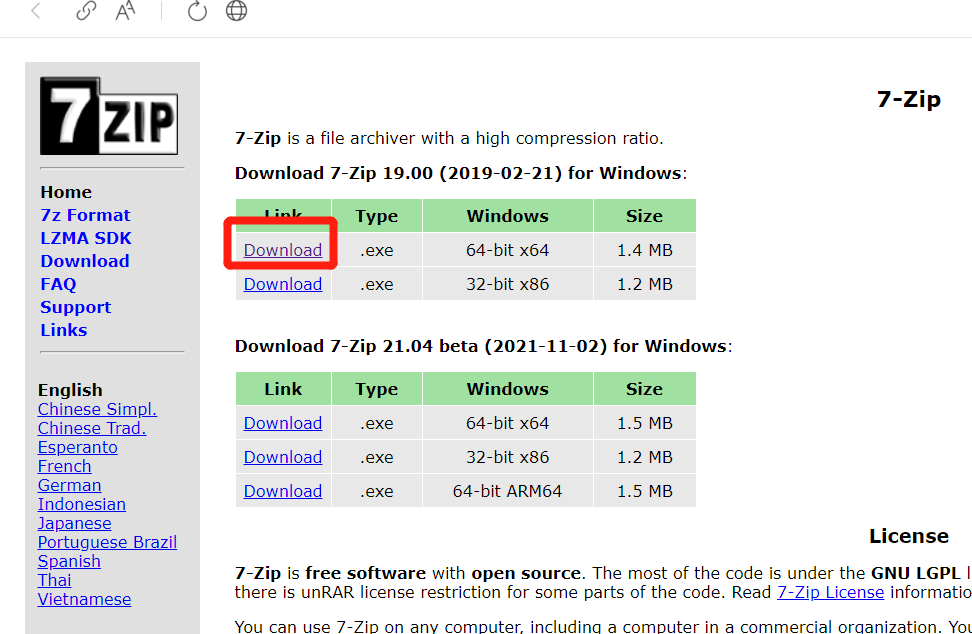 7ZIP
Home
7z Format
LZMA SDK
Download
FAQ
Support
Links
English
Chinese Simpl.
Chinese Trad.
Esperanto
French
German
Indonesian
Japanese
Portuguese Brazil
Spanish
Thai
Vietnamese
7-Zip
7-Zip is a file archiver with a high compression ratio.
Download 7-Zip 19.00 (2019-02-21) for Windows:
Link Type Windows Size
Download .exe 64-bit x64 1.4 MB
Download .exe 32-bit x86 1.2 MB
Download 7-Zip 21.04 beta (2021-11-02) for Windows:
Link Type Windows Size
Download .exe 64-bit x64 1.5 MB
Download .exe 32-bit x86 1.2 MB
Download .exe 64-bit ARM64 1.5 MB
License
7-Zip is free software with open source. The most of the code is under the GNU LGPL l
there is unRAR license restriction for some parts of the code. Read 7-Zip License informatio
You can use 7-Zip on any computer, including a computer in a commercial organization. You